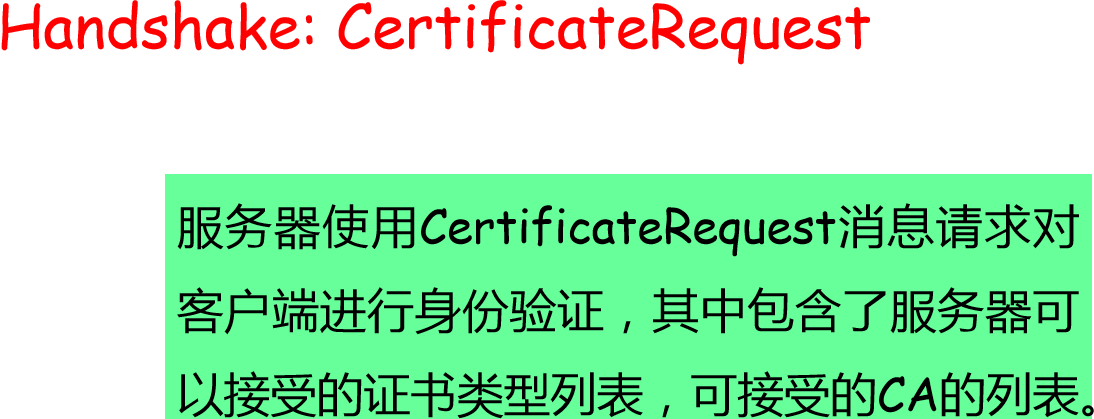 Handshake: CertificateRequest
服务器使用CertificateRequest消息请求对
客户端进行身份验证，其中包含了服务器可
以接受的证书类型列表，可接受的CA的列表。